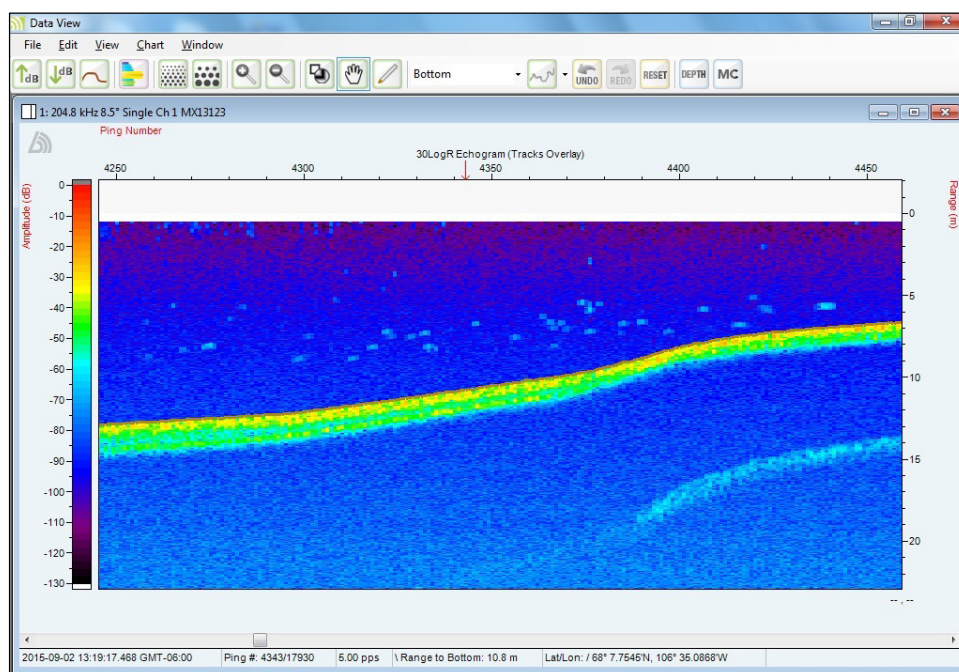 Data View
File Edit View Chart Window
dB dB Bottom UNDO REDO RESET DEPTH MC
1: 204.8 kHz 8.5° Single Ch 1 MX13123
Ping Number
30LogR Echogram (Tracks Overlay)
4250 4300 4350 4400 4450
Amplitude (dB)
0
-10
-20
-30
-40
-50
-60
-70
-80
-90
-100
-110
-120
-130
Range (m)
0
5
10
15
20
-- , --
2015-09-02 13:19:17.468 GMT-06:00 Ping #: 4343/17930 5.00 pps \ Range to Bottom: 10.8 m Lat/Lon: / 68° 7.7545'N, 106° 35.0868'W